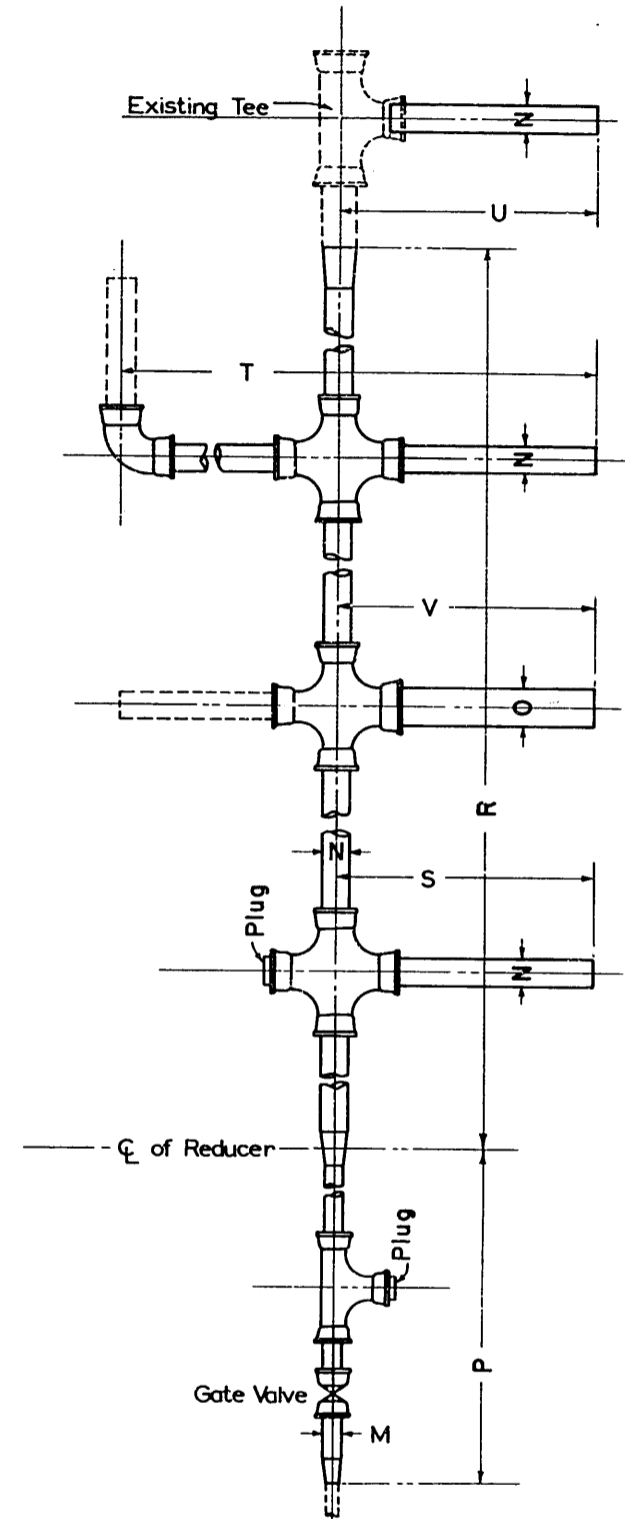 Existing Tee
N
U
T
N
V
O
R
N
S
Plug
N
℄ of Reducer
Plug
P
Gate Valve
M